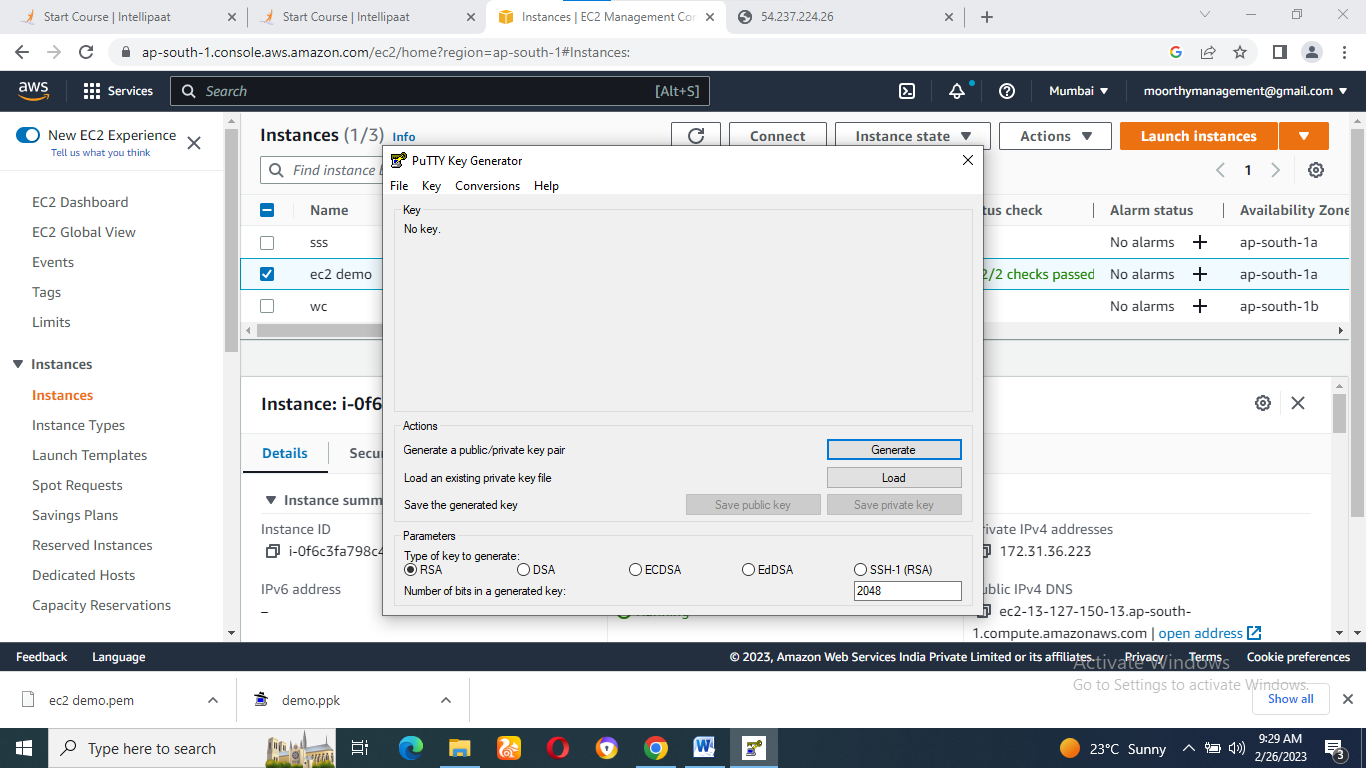 Start Course | Intellipaat
Start Course | Intellipaat
Instances | EC2 Management Cor
54.237.224.26
ap-south-1.console.aws.amazon.com/ec2/home?region=ap-south-1#Instances:
aws
Services
Search
[Alt+S]
Mumbai
moorthymanagement@gmail.com
New EC2 Experience
Tell us what you think
EC2 Dashboard
EC2 Global View
Events
Tags
Limits
Instances
Instances
Instance Types
Launch Templates
Spot Requests
Savings Plans
Reserved Instances
Dedicated Hosts
Capacity Reservations
Instances (1/3) Info
Connect
Instance state
Actions
Launch instances
Find instance b
1
Name
tus check
Alarm status
Availability Zone
sss
No alarms
ap-south-1a
ec2 demo
2/2 checks passed
No alarms
ap-south-1a
wc
No alarms
ap-south-1b
PuTTY Key Generator
File Key Conversions Help
Key
No key.
Actions
Generate a public/private key pair
Generate
Load an existing private key file
Load
Save the generated key
Save public key
Save private key
Parameters
Type of key to generate:
RSA
DSA
ECDSA
EdDSA
SSH-1 (RSA)
Number of bits in a generated key:
2048
Instance: i-0f6
Details
Secu
Instance summ
Instance ID
i-0f6c3fa798c4
IPv6 address
–
Running
rivate IPv4 addresses
172.31.36.223
ublic IPv4 DNS
ec2-13-127-150-13.ap-south-
1.compute.amazonaws.com | open address
Feedback
Language
© 2023, Amazon Web Services India Private Limited or its affiliates.
Privacy
Terms
Cookie preferences
Activate Windows
Go to Settings to activate Windows.
ec2 demo.pem
demo.ppk
Show all
Type here to search
23°C Sunny
9:29 AM
2/26/2023
3